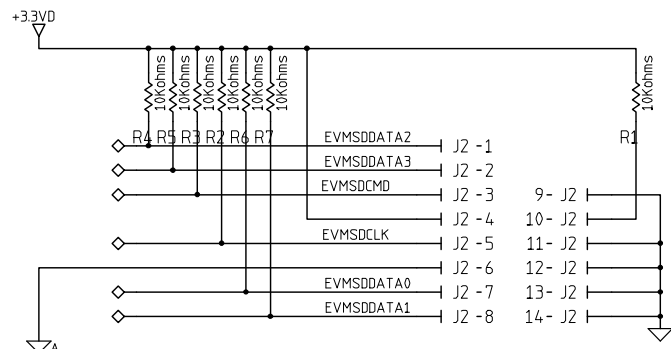 +3.3VD
10Kohms 10Kohms 10Kohms 10Kohms 10Kohms 10Kohms 10Kohms
R4 R5 R3 R2 R6 R7 R1
EVMSDDATA2 J2 -1
EVMSDDATA3 J2 -2
EVMSDCMD J2 -3 9- J2
J2 -4 10- J2
EVMSDCLK J2 -5 11- J2
J2 -6 12- J2
EVMSDDATA0 J2 -7 13- J2
EVMSDDATA1 J2 -8 14- J2
A